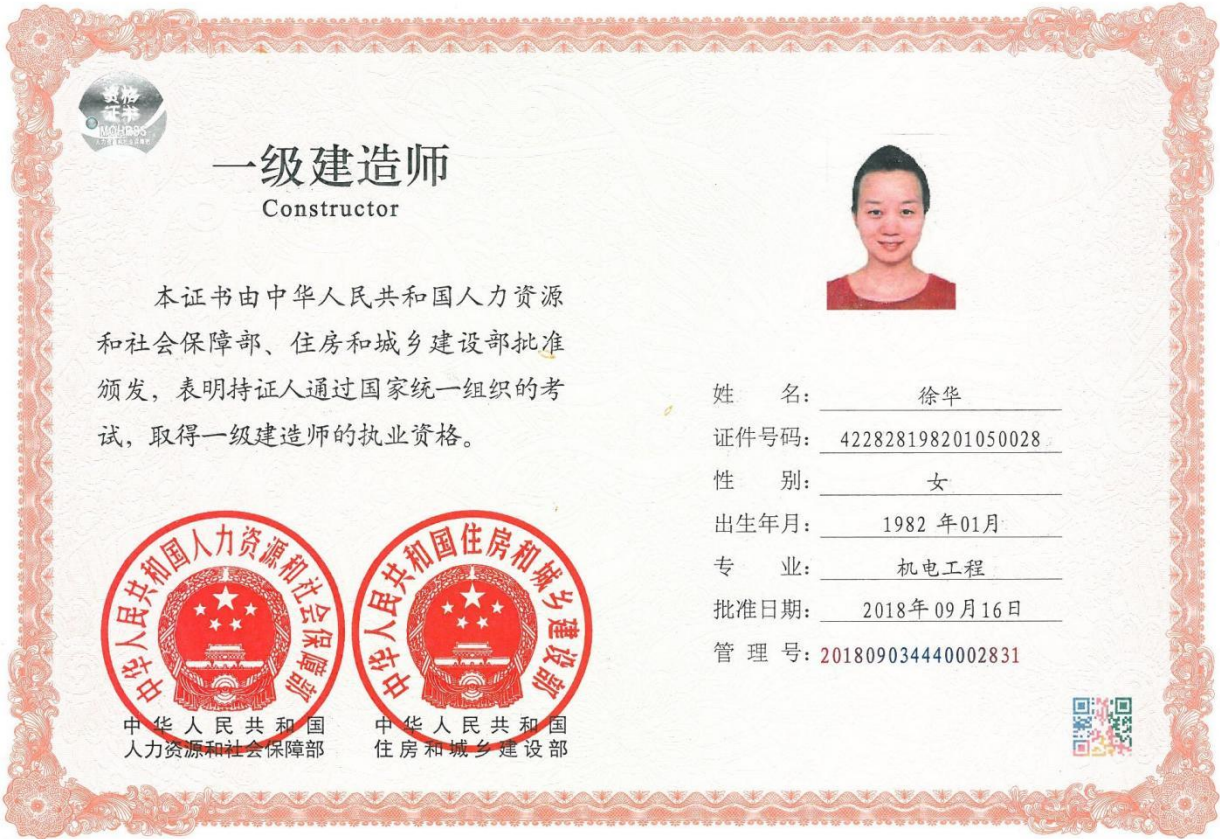 资格
证书
MOHRSS
一级建造师
Constructor
本证书由中华人民共和国人力资源
和社会保障部、住房和城乡建设部批准
颁发，表明持证人通过国家统一组织的考
试，取得一级建造师的执业资格。
中华人民共和国人力资源和社会保障部
中华人民共和国住房和城乡建设部
中华人民共和国
人力资源和社会保障部
中华人民共和国
住房和城乡建设部
姓 名：徐华
证件号码：422828198201050028
性 别：女
出生年月：1982 年01月
专 业：机电工程
批准日期：2018年09月16日
管 理 号：201809034440002831